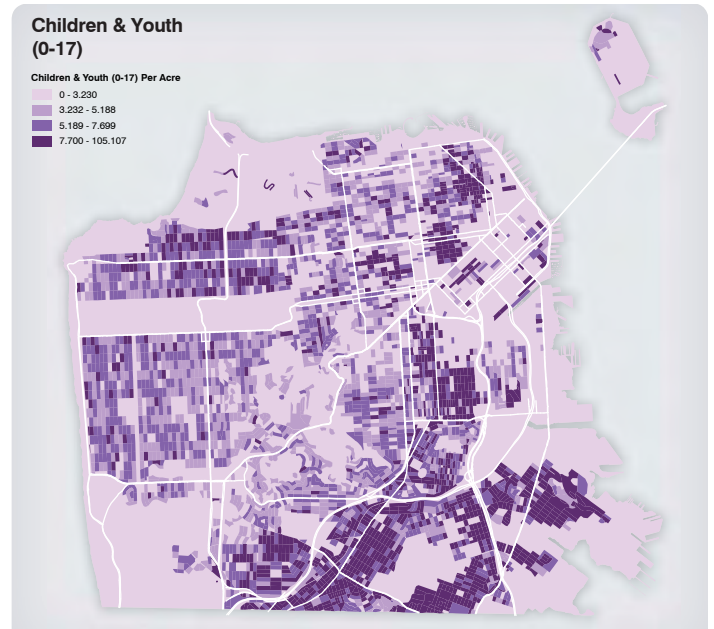 Children & Youth
(0-17)
Children & Youth (0-17) Per Acre
0 - 3.230
3.232 - 5.188
5.189 - 7.699
7.700 - 105.107